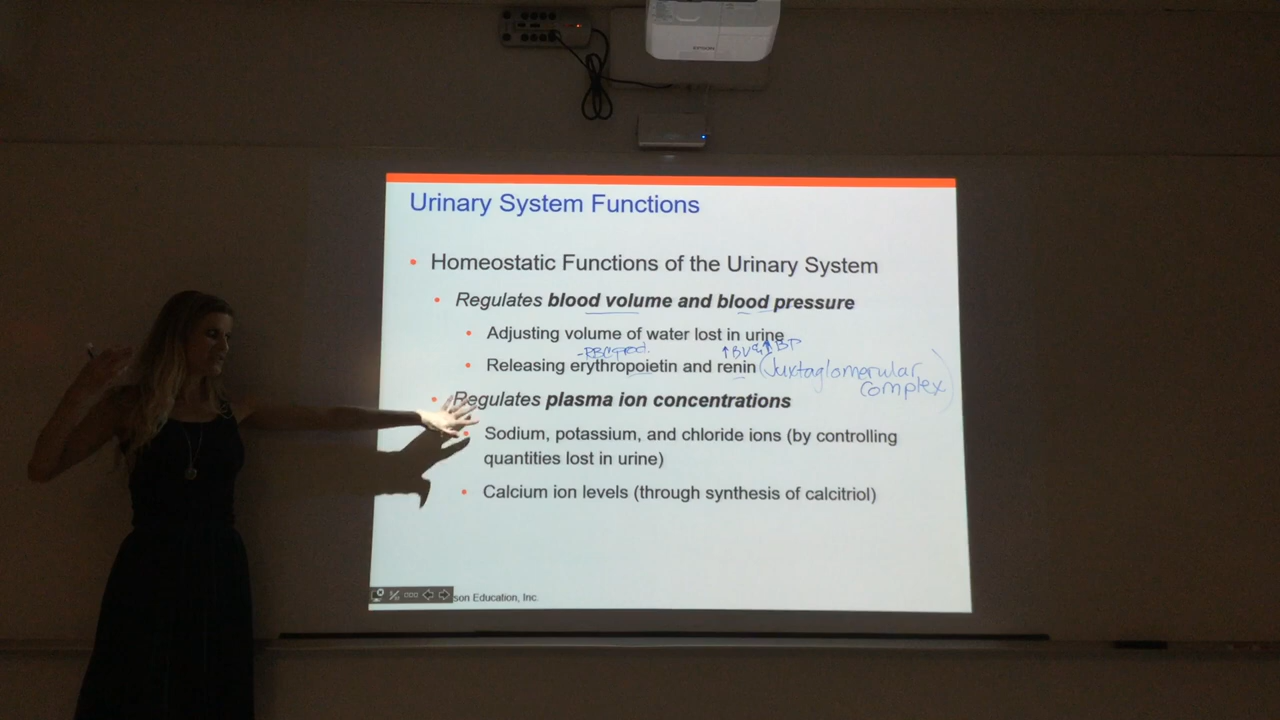 EPSON
Urinary System Functions
• Homeostatic Functions of the Urinary System
• Regulates blood volume and blood pressure
• Adjusting volume of water lost in urine
-RBC prod. ↑BV&↑BP
• Releasing erythropoietin and renin (Juxtaglomerular
complex)
• Regulates plasma ion concentrations
• Sodium, potassium, and chloride ions (by controlling
quantities lost in urine)
• Calcium ion levels (through synthesis of calcitriol)
son Education, Inc.